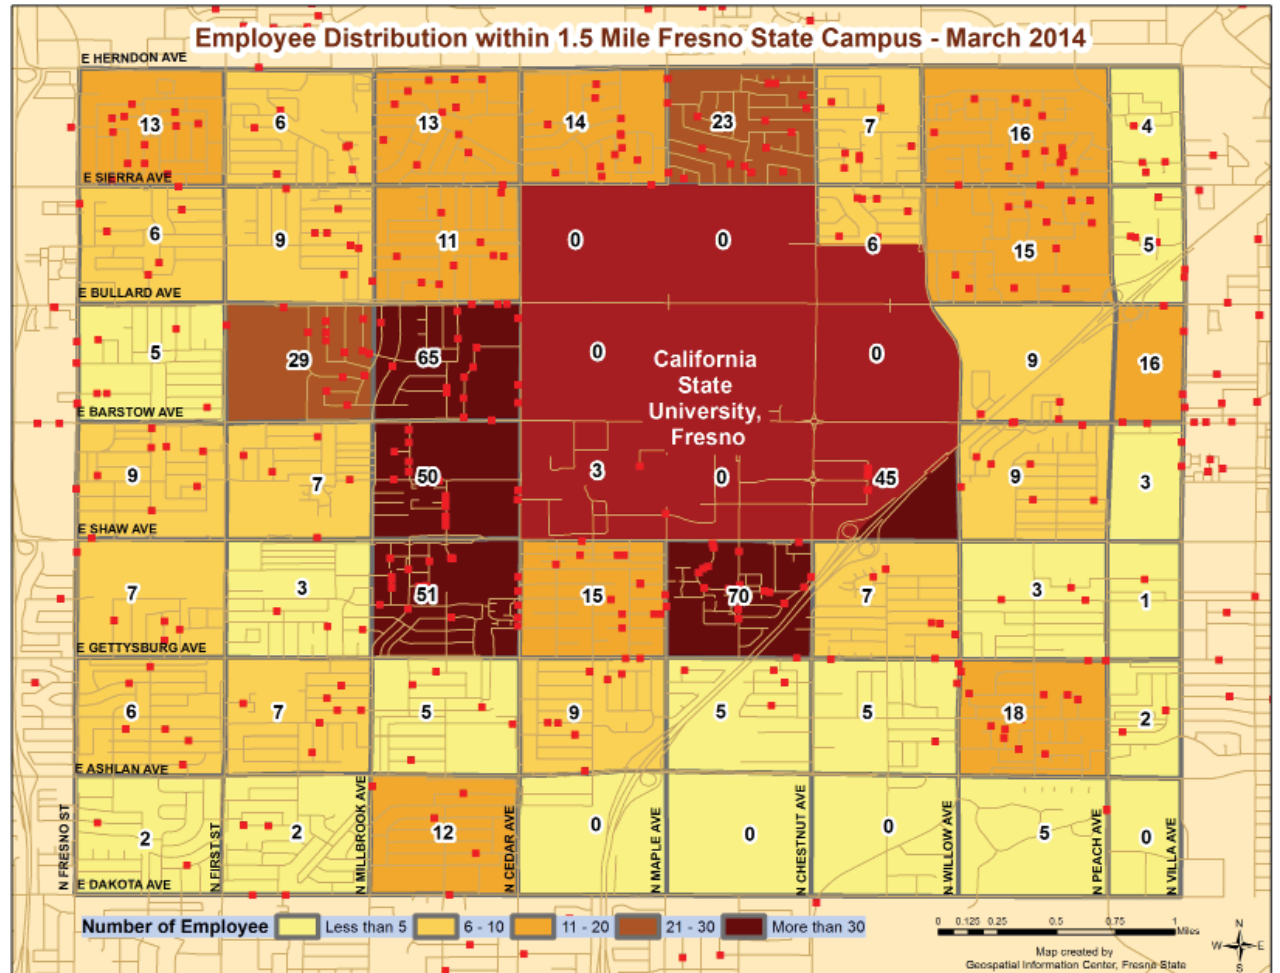 Employee Distribution within 1.5 Mile Fresno State Campus - March 2014
E HERNDON AVE
13 6 13 14 23 7 16 4
E SIERRA AVE
6 9 11 0 0 6 15 5
E BULLARD AVE
5 29 65 0 0 9 16
California
State
University,
Fresno
E BARSTOW AVE
9 7 50 3 0 45 9 3
E SHAW AVE
7 3 51 15 70 7 3 1
E GETTYSBURG AVE
6 7 5 9 5 5 18 2
E ASHLAN AVE
2 2 12 0 0 0 5 0
N FRESNO ST
N FIRST ST
N MILLBROOK AVE
N CEDAR AVE
N MAPLE AVE
N CHESTNUT AVE
N WILLOW AVE
N PEACH AVE
N VILLA AVE
E DAKOTA AVE
Number of Employee Less than 5 6 - 10 11 - 20 21 - 30 More than 30
0 0.125 0.25 0.5 0.75 1
Miles
Map created by
Geospatial Information Center, Fresno State
N
W E
S